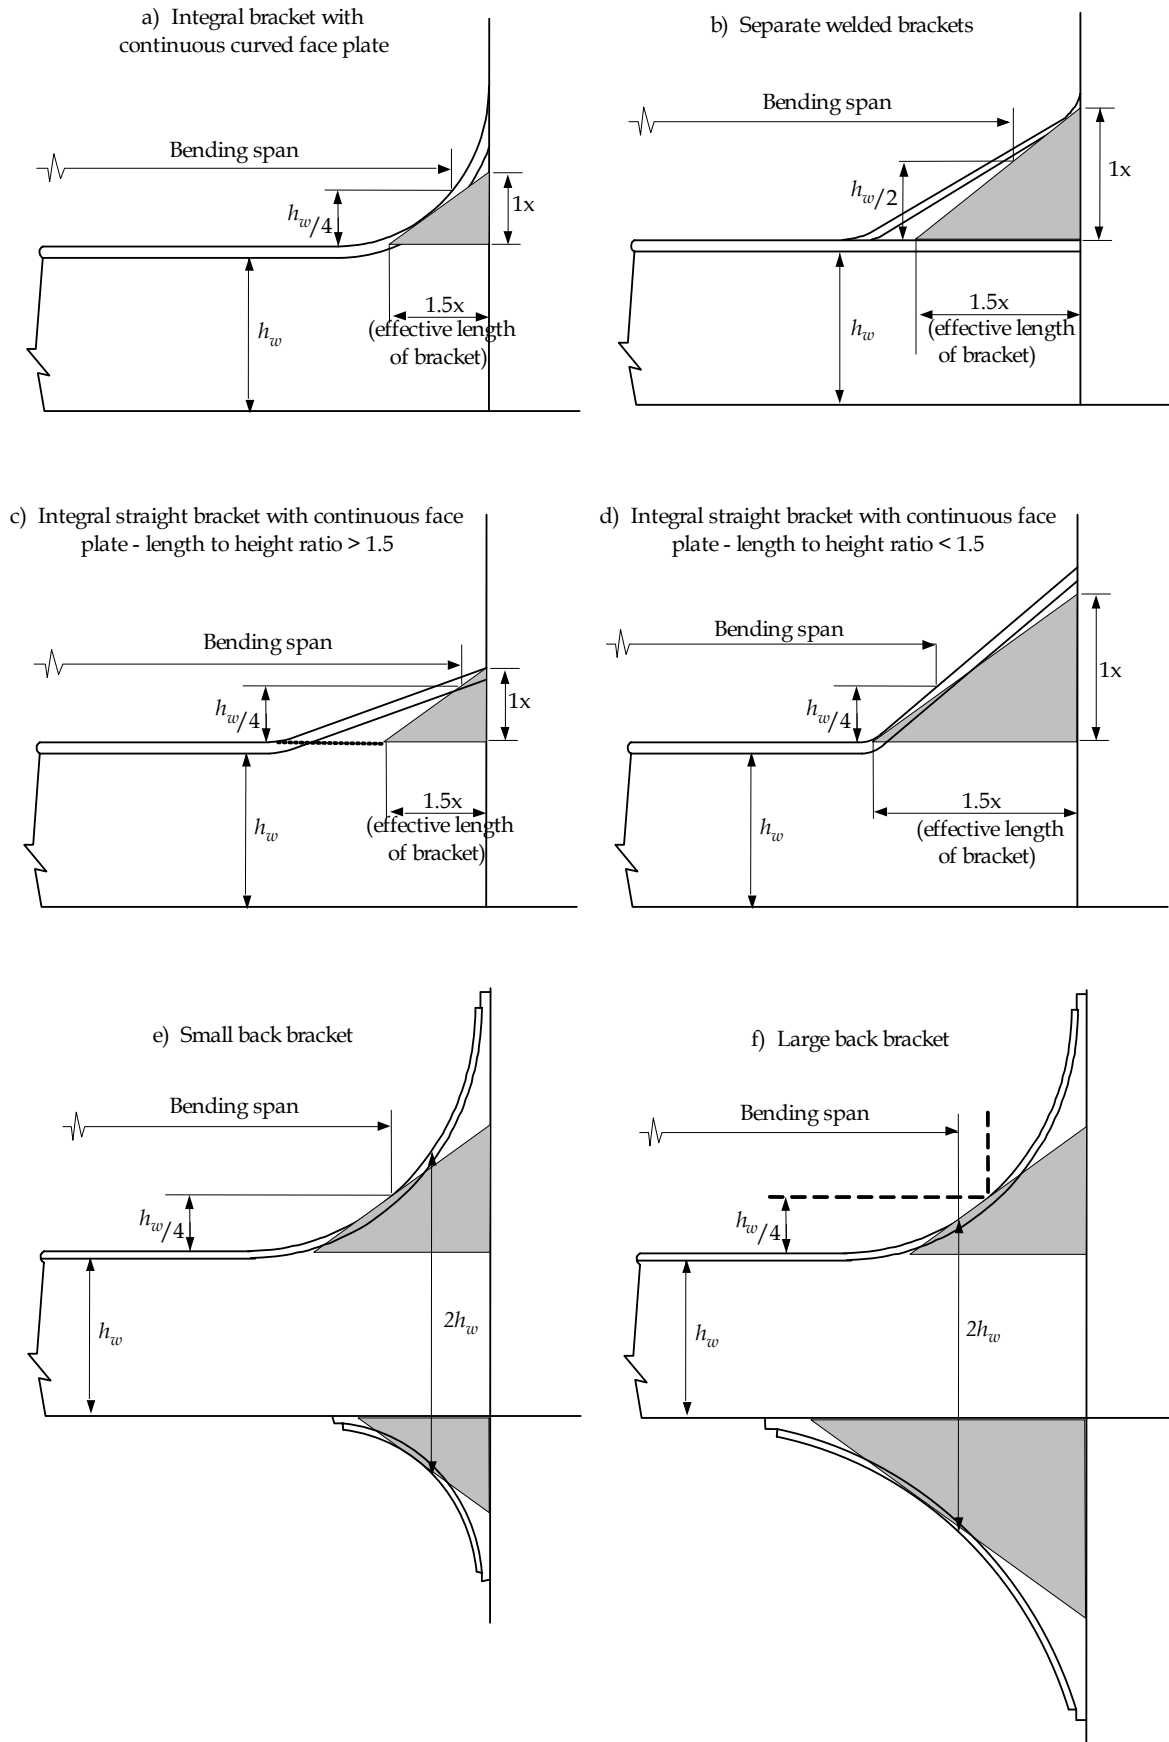 a) Integral bracket with
continuous curved face plate
Bending span
h_w/4
1x
1.5x
(effective length
of bracket)
h_w
b) Separate welded brackets
Bending span
h_w/2
1x
1.5x
(effective length
of bracket)
h_w
c) Integral straight bracket with continuous face
plate - length to height ratio > 1.5
Bending span
h_w/4
1x
1.5x
(effective length
of bracket)
h_w
d) Integral straight bracket with continuous face
plate - length to height ratio < 1.5
Bending span
h_w/4
1x
1.5x
(effective length
of bracket)
h_w
e) Small back bracket
Bending span
h_w/4
h_w
2h_w
f) Large back bracket
Bending span
h_w/4
h_w
2h_w